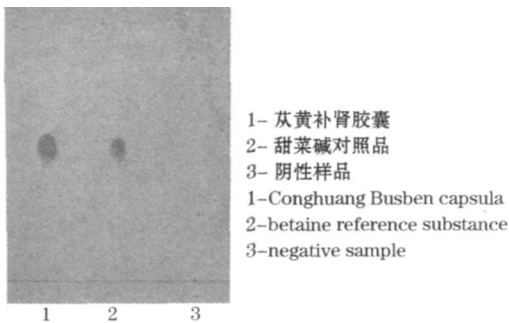 1- 苁黄补肾胶囊
2- 甜菜碱对照品
3- 阴性样品
1-Conghuang Busben capsula
2-betaine reference substance
3-negative sample
1 2 3